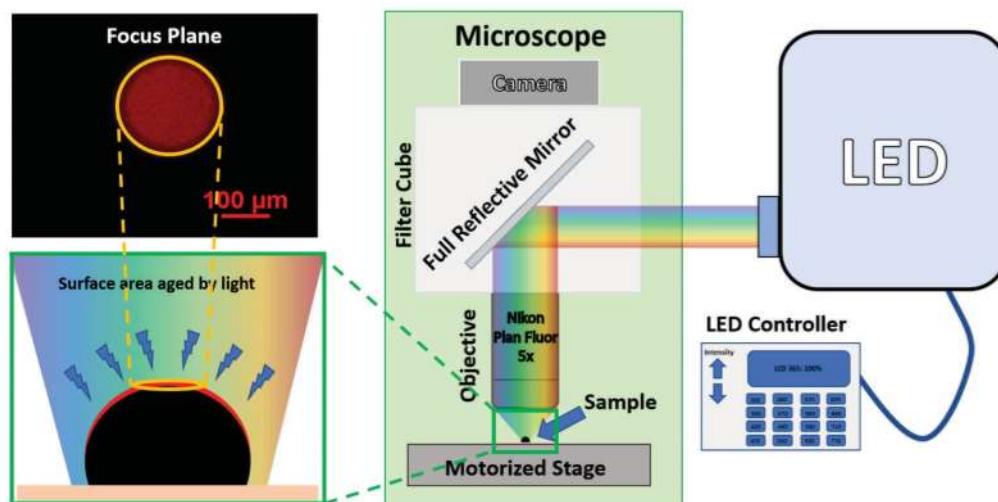 Focus Plane
100 µm
Surface area aged by light
Microscope
Camera
Filter Cube
Full Reflective Mirror
Objective
Nikon
Plan Fluor
5x
Sample
Motorized Stage
LED
LED Controller
Intensity
LED 365: 100%